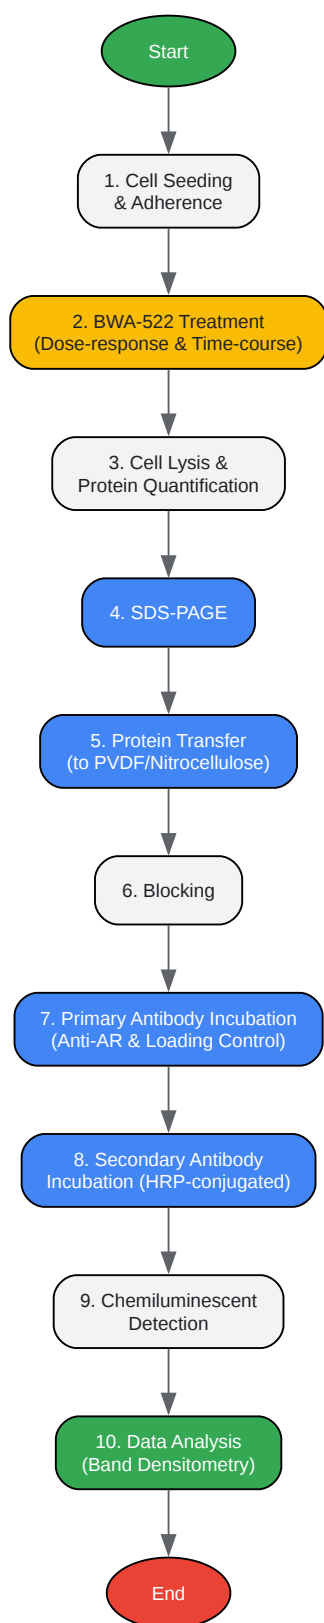 Start
1. Cell Seeding
& Adherence
2. BWA-522 Treatment
(Dose-response & Time-course)
3. Cell Lysis &
Protein Quantification
4. SDS-PAGE
5. Protein Transfer
(to PVDF/Nitrocellulose)
6. Blocking
7. Primary Antibody Incubation
(Anti-AR & Loading Control)
8. Secondary Antibody
Incubation (HRP-conjugated)
9. Chemiluminescent
Detection
10. Data Analysis
(Band Densitometry)
End